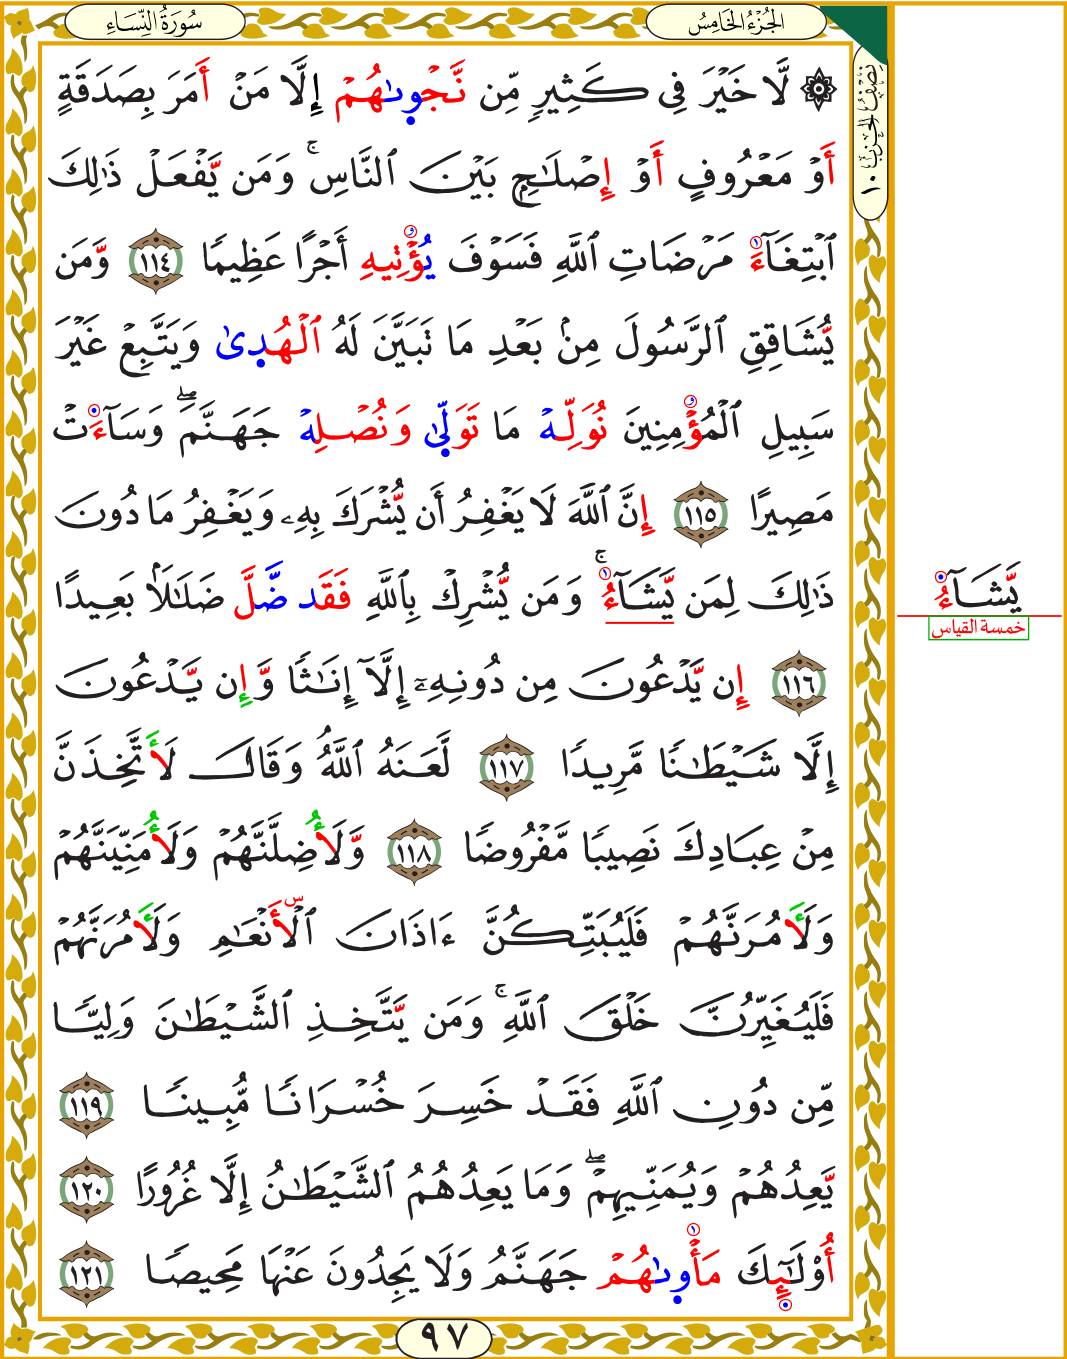 سُورَةُ النِّسَاءِ
الجُزْءُ الخَامِسُ
نِصْفُ الحِزْبِ ١٠
۞ لَّا خَيْرَ فِى كَثِيرٍ مِّن نَّجْوىٰهُمْ إِلَّا مَنْ أَمَرَ بِصَدَقَةٍ
أَوْ مَعْرُوفٍ أَوْ إِصْلَٰحٍ بَيْنَ ٱلنَّاسِ ۚ وَمَن يَّفْعَلْ ذَٰلِكَ
ٱبْتِغَآءَ مَرْضَاتِ ٱللَّهِ فَسَوْفَ يُؤْتِيهِ أَجْرًا عَظِيمًا ١١٤ وَّمَن
يُّشَاقِقِ ٱلرَّسُولَ مِنۢ بَعْدِ مَا تَبَيَّنَ لَهُ ٱلْهُدِىٰ وَيَتَّبِعْ غَيْرَ
سَبِيلِ ٱلْمُؤْمِنِينَ نُوَلِّهْ مَا تَوَلِّىٰ وَنُصْلِهْ جَهَنَّمَ ۖ وَسَآءَتْ
مَصِيرًا ١١٥ إِنَّ ٱللَّهَ لَا يَغْفِرُ أَن يُّشْرَكَ بِهِۦ وَيَغْفِرُ مَا دُونَ
ذَٰلِكَ لِمَن يَّشَآءُ ۚ وَمَن يُّشْرِكْ بِٱللَّهِ فَقَد ضَّلَّ ضَلَٰلَۢا بَعِيدًا
يَّشَآءُ
خمسة القياس
١١٦ إِن يَّدْعُونَ مِن دُونِهِۦٓ إِلَّآ إِنَٰثًا وَّإِن يَّدْعُونَ
إِلَّا شَيْطَٰنًا مَّرِيدًا ١١٧ لَّعَنَهُ ٱللَّهُ وَقَالَ لَأَتَّخِذَنَّ
مِنْ عِبَادِكَ نَصِيبًا مَّفْرُوضًا ١١٨ وَّلَأُضِلَّنَّهُمْ وَلَأُمَنِّيَنَّهُمْ
وَلَأَمُرَنَّهُمْ فَلَيُبَتِّكُنَّ ءَاذَانَ ٱلْأَنْعَٰمِ وَلَأَمُرَنَّهُمْ
فَلَيُغَيِّرُنَّ خَلْقَ ٱللَّهِ ۚ وَمَن يَّتَّخِذِ ٱلشَّيْطَٰنَ وَلِيًّا
مِّن دُونِ ٱللَّهِ فَقَدْ خَسِرَ خُسْرَانًا مُّبِينًا ١١٩
يَّعِدُهُمْ وَيُمَنِّيهِمْ ۖ وَمَا يَعِدُهُمُ ٱلشَّيْطَٰنُ إِلَّا غُرُورًا ١٢٠
أُوْلَٰٓئِكَ مَأْوِىٰهُمْ جَهَنَّمُ وَلَا يَجِدُونَ عَنْهَا مَحِيصًا ١٢١
٩٧